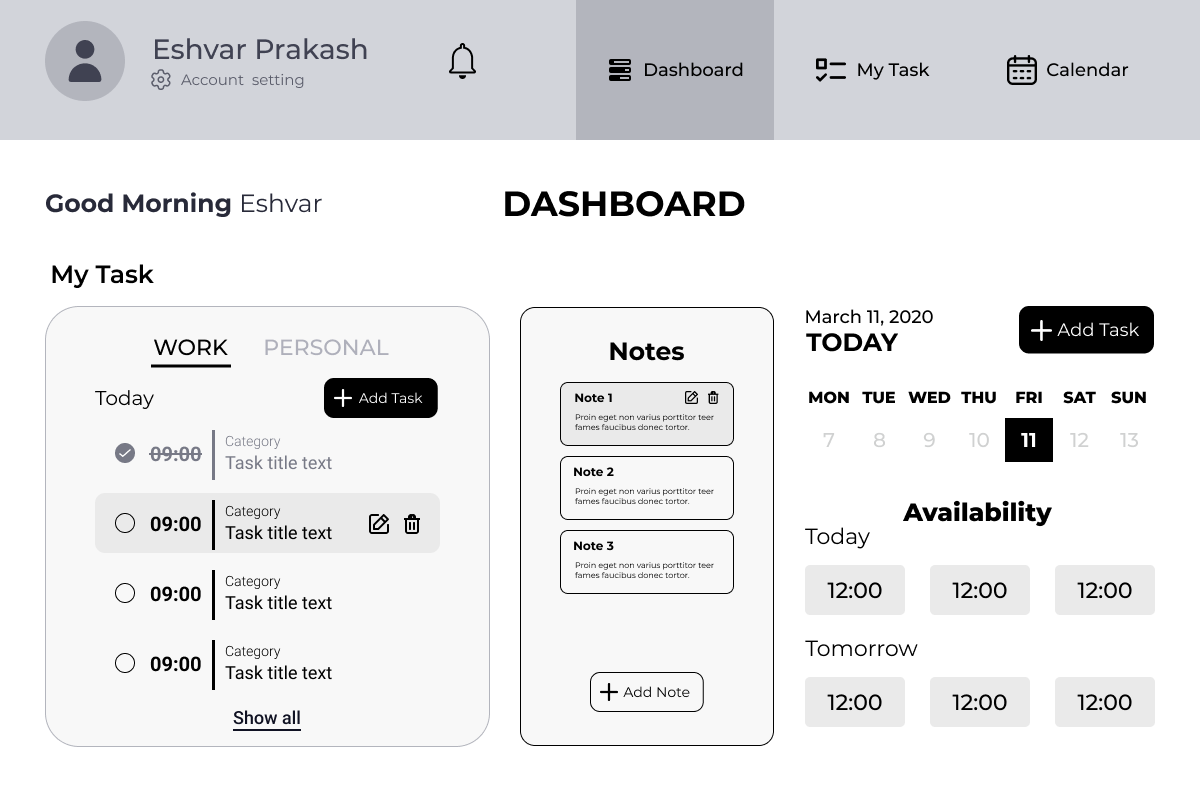 Eshvar Prakash
Account setting
Dashboard
My Task
Calendar
Good Morning Eshvar
DASHBOARD
My Task
WORK PERSONAL
Today
Add Task
09:00
Category
Task title text
09:00
Category
Task title text
09:00
Category
Task title text
09:00
Category
Task title text
Show all
Notes
Note 1
Proin eget non varius porttitor teer
fames faucibus donec tortor.
Note 2
Proin eget non varius porttitor teer
fames faucibus donec tortor.
Note 3
Proin eget non varius porttitor teer
fames faucibus donec tortor.
Add Note
March 11, 2020
TODAY
Add Task
MON TUE WED THU FRI SAT SUN
7 8 9 10 11 12 13
Availability
Today
12:00 12:00 12:00
Tomorrow
12:00 12:00 12:00